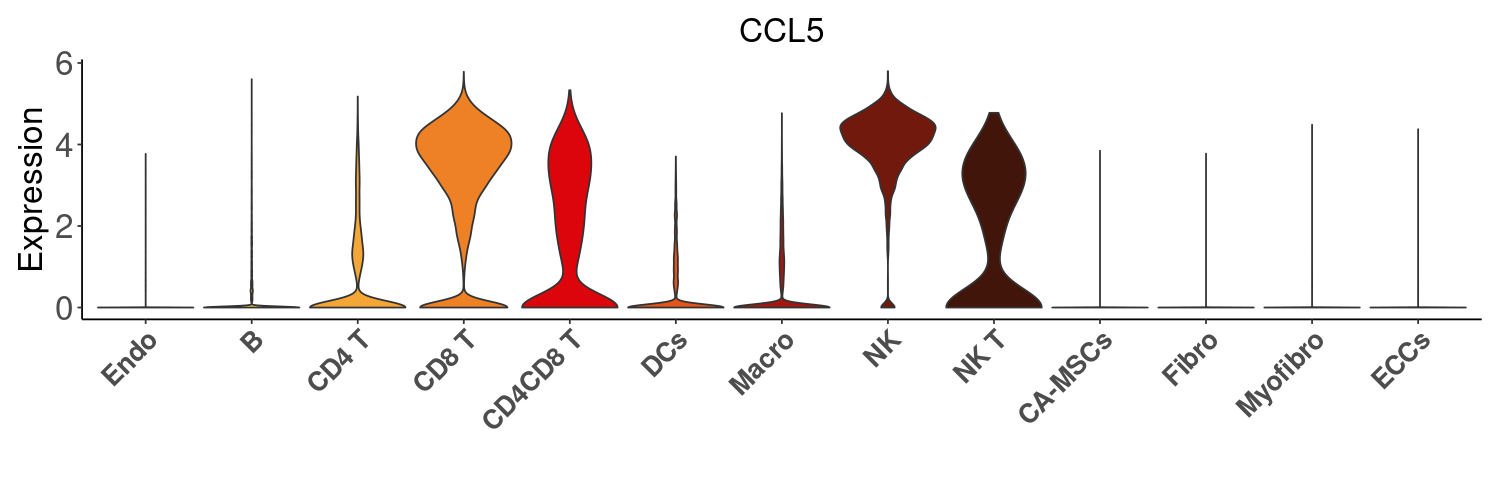 CCL5
Expression
6
4
2
0
Endo
B
CD4 T
CD8 T
CD4CD8 T
DCs
Macro
NK
NK T
CA-MSCs
Fibro
Myofibro
ECCs